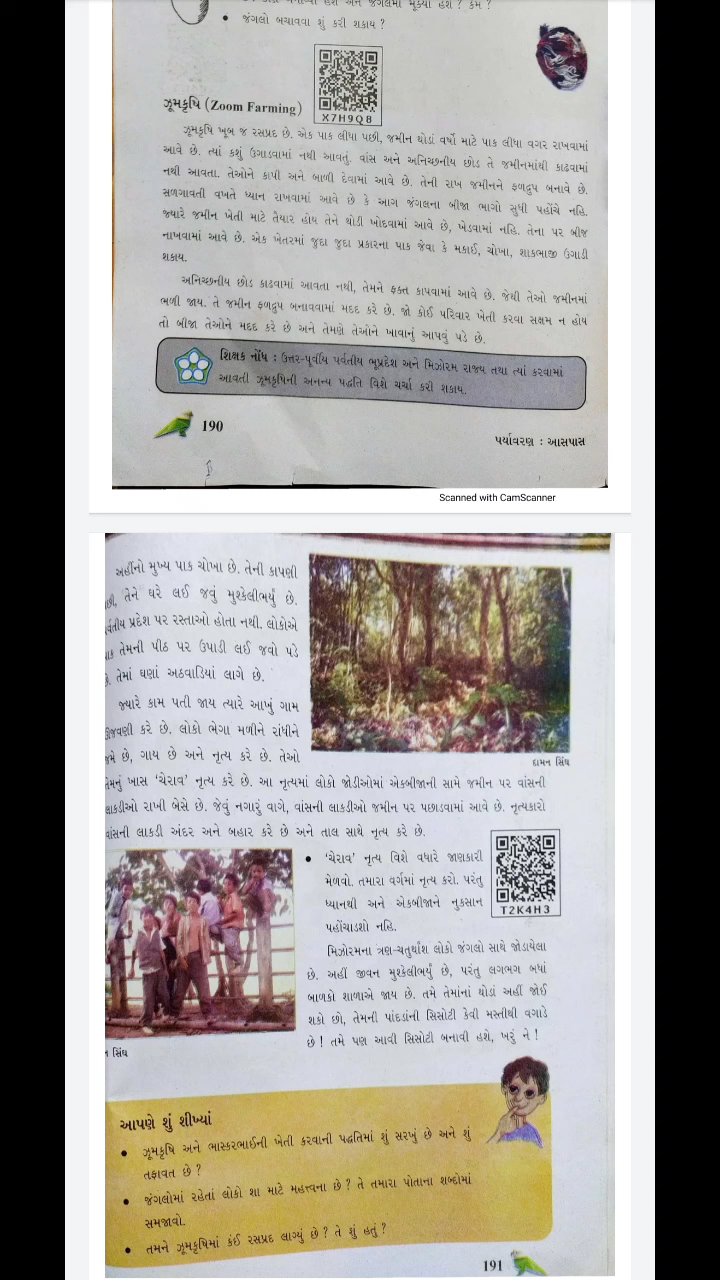 • જંગલો બચાવવા શું કરી શકાય ?
X7H9Q8
ઝૂમકૃષિ (Zoom Farming)
ઝૂમકૃષિ ખૂબ જ રસપ્રદ છે. એક પાક લીધા પછી, જમીન થોડાં વર્ષો માટે પાક લીધા વગર રાખવામાં
આવે છે. ત્યાં કશું ઉગાડવામાં નથી આવતું. વાંસ અને અનિચ્છનીય છોડ તે જમીનમાંથી કાઢવામાં
નથી આવતા. તેઓને કાપી અને બાળી દેવામાં આવે છે. તેની રાખ જમીનને ફળદ્રુપ બનાવે છે.
સળગાવતી વખતે ધ્યાન રાખવામાં આવે છે કે આગ જંગલના બીજા ભાગો સુધી પહોંચે નહિ.
જ્યારે જમીન ખેતી માટે તૈયાર હોય તેને થોડી ખોદવામાં આવે છે, ખેડવામાં નહિ. તેના પર બીજ
નાખવામાં આવે છે. એક ખેતરમાં જુદા જુદા પ્રકારના પાક જેવા કે મકાઈ, ચોખા, શાકભાજી ઉગાડી
શકાય.
અનિચ્છનીય છોડ કાઢવામાં આવતા નથી, તેમને ફક્ત કાપવામાં આવે છે. જેથી તેઓ જમીનમાં
ભળી જાય. તે જમીન ફળદ્રુપ બનાવવામાં મદદ કરે છે. જો કોઈ પરિવાર ખેતી કરવા સક્ષમ ન હોય
તો બીજા તેઓને મદદ કરે છે અને તેમણે તેઓને ખાવાનું આપવું પડે છે.
શિક્ષક નોંધ : ઉત્તર-પૂર્વીય પર્વતીય ભૂપ્રદેશ અને મિઝોરમ રાજ્ય તથા ત્યાં કરવામાં
આવતી ઝૂમકૃષિની અનન્ય પદ્ધતિ વિશે ચર્ચા કરી શકાય.
190
પર્યાવરણ : આસપાસ
Scanned with CamScanner
અહીંનો મુખ્ય પાક ચોખા છે. તેની કાપણી
તેને ઘરે લઈ જવું મુશ્કેલીભર્યું છે.
પ્રદેશ પર રસ્તાઓ હોતા નથી. લોકોએ
તેમની પીઠ પર ઉપાડી લઈ જવો પડે
તેમાં ઘણાં અઠવાડિયાં લાગે છે.
જ્યારે કામ પતી જાય ત્યારે આખું ગામ
કરે છે. લોકો ભેગા મળીને રાંધીને
છે, ગાય છે અને નૃત્ય કરે છે. તેઓ
દામન સિંઘ
ખાસ ‘ચેરાવ’ નૃત્ય કરે છે. આ નૃત્યમાં લોકો જોડીઓમાં એકબીજાની સામે જમીન પર વાંસની
લાકડીઓ રાખી બેસે છે. જેવું નગારું વાગે, વાંસની લાકડીઓ જમીન પર પછાડવામાં આવે છે. નૃત્યકારો
વાંસની લાકડી અંદર અને બહાર કરે છે અને તાલ સાથે નૃત્ય કરે છે.
• ‘ચેરાવ’ નૃત્ય વિશે વધારે જાણકારી
મેળવો. તમારા વર્ગમાં નૃત્ય કરો. પરંતુ
ધ્યાનથી અને એકબીજાને નુક્સાન
પહોંચાડશો નહિ.
T2K4H3
મિઝોરમના ત્રણ-ચતુર્થાંશ લોકો જંગલો સાથે જોડાયેલા
છે. અહીં જીવન મુશ્કેલીભર્યું છે, પરંતુ લગભગ બધાં
બાળકો શાળાએ જાય છે. તમે તેમાંનાં થોડાં અહીં જોઈ
શકો છો, તેમની પાંદડાંની સિસોટી કેવી મસ્તીથી વગાડે
છે ! તમે પણ આવી સિસોટી બનાવી હશે, ખરું ને !
સિંઘ
આપણે શું શીખ્યાં
• ઝૂમકૃષિ અને ભાસ્કરભાઈની ખેતી કરવાની પદ્ધતિમાં શું સરખું છે અને શું
તફાવત છે ?
• જંગલોમાં રહેતાં લોકો શા માટે મહત્ત્વના છે ? તે તમારા પોતાના શબ્દોમાં
સમજાવો.
• તમને ઝૂમકૃષિમાં કંઈ રસપ્રદ લાગ્યું છે ? તે શું હતું ?
191